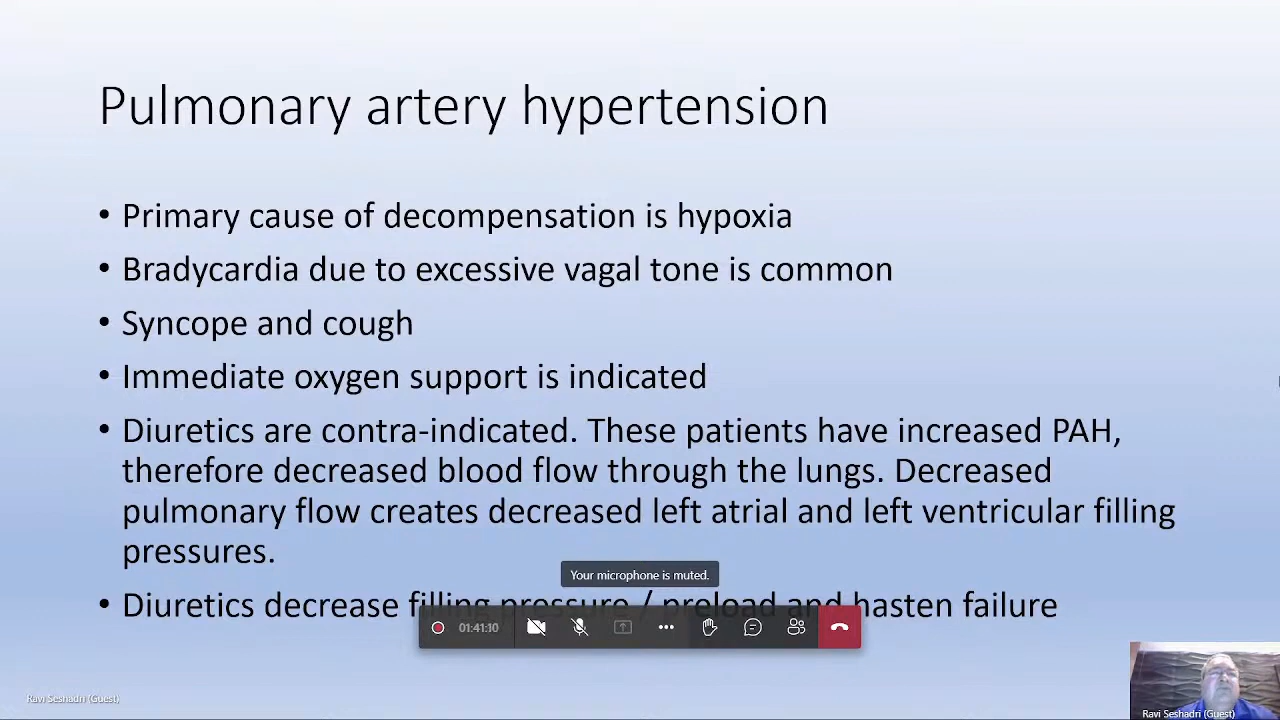 Pulmonary artery hypertension
• Primary cause of decompensation is hypoxia
• Bradycardia due to excessive vagal tone is common
• Syncope and cough
• Immediate oxygen support is indicated
• Diuretics are contra-indicated. These patients have increased PAH,
therefore decreased blood flow through the lungs. Decreased
pulmonary flow creates decreased left atrial and left ventricular filling
pressures.
Your microphone is muted.
• Diuretics decrease filling pressure / preload and hasten failure
01:41:10
Ravi Seshadri (Guest)
Ravi Seshadri (Guest)